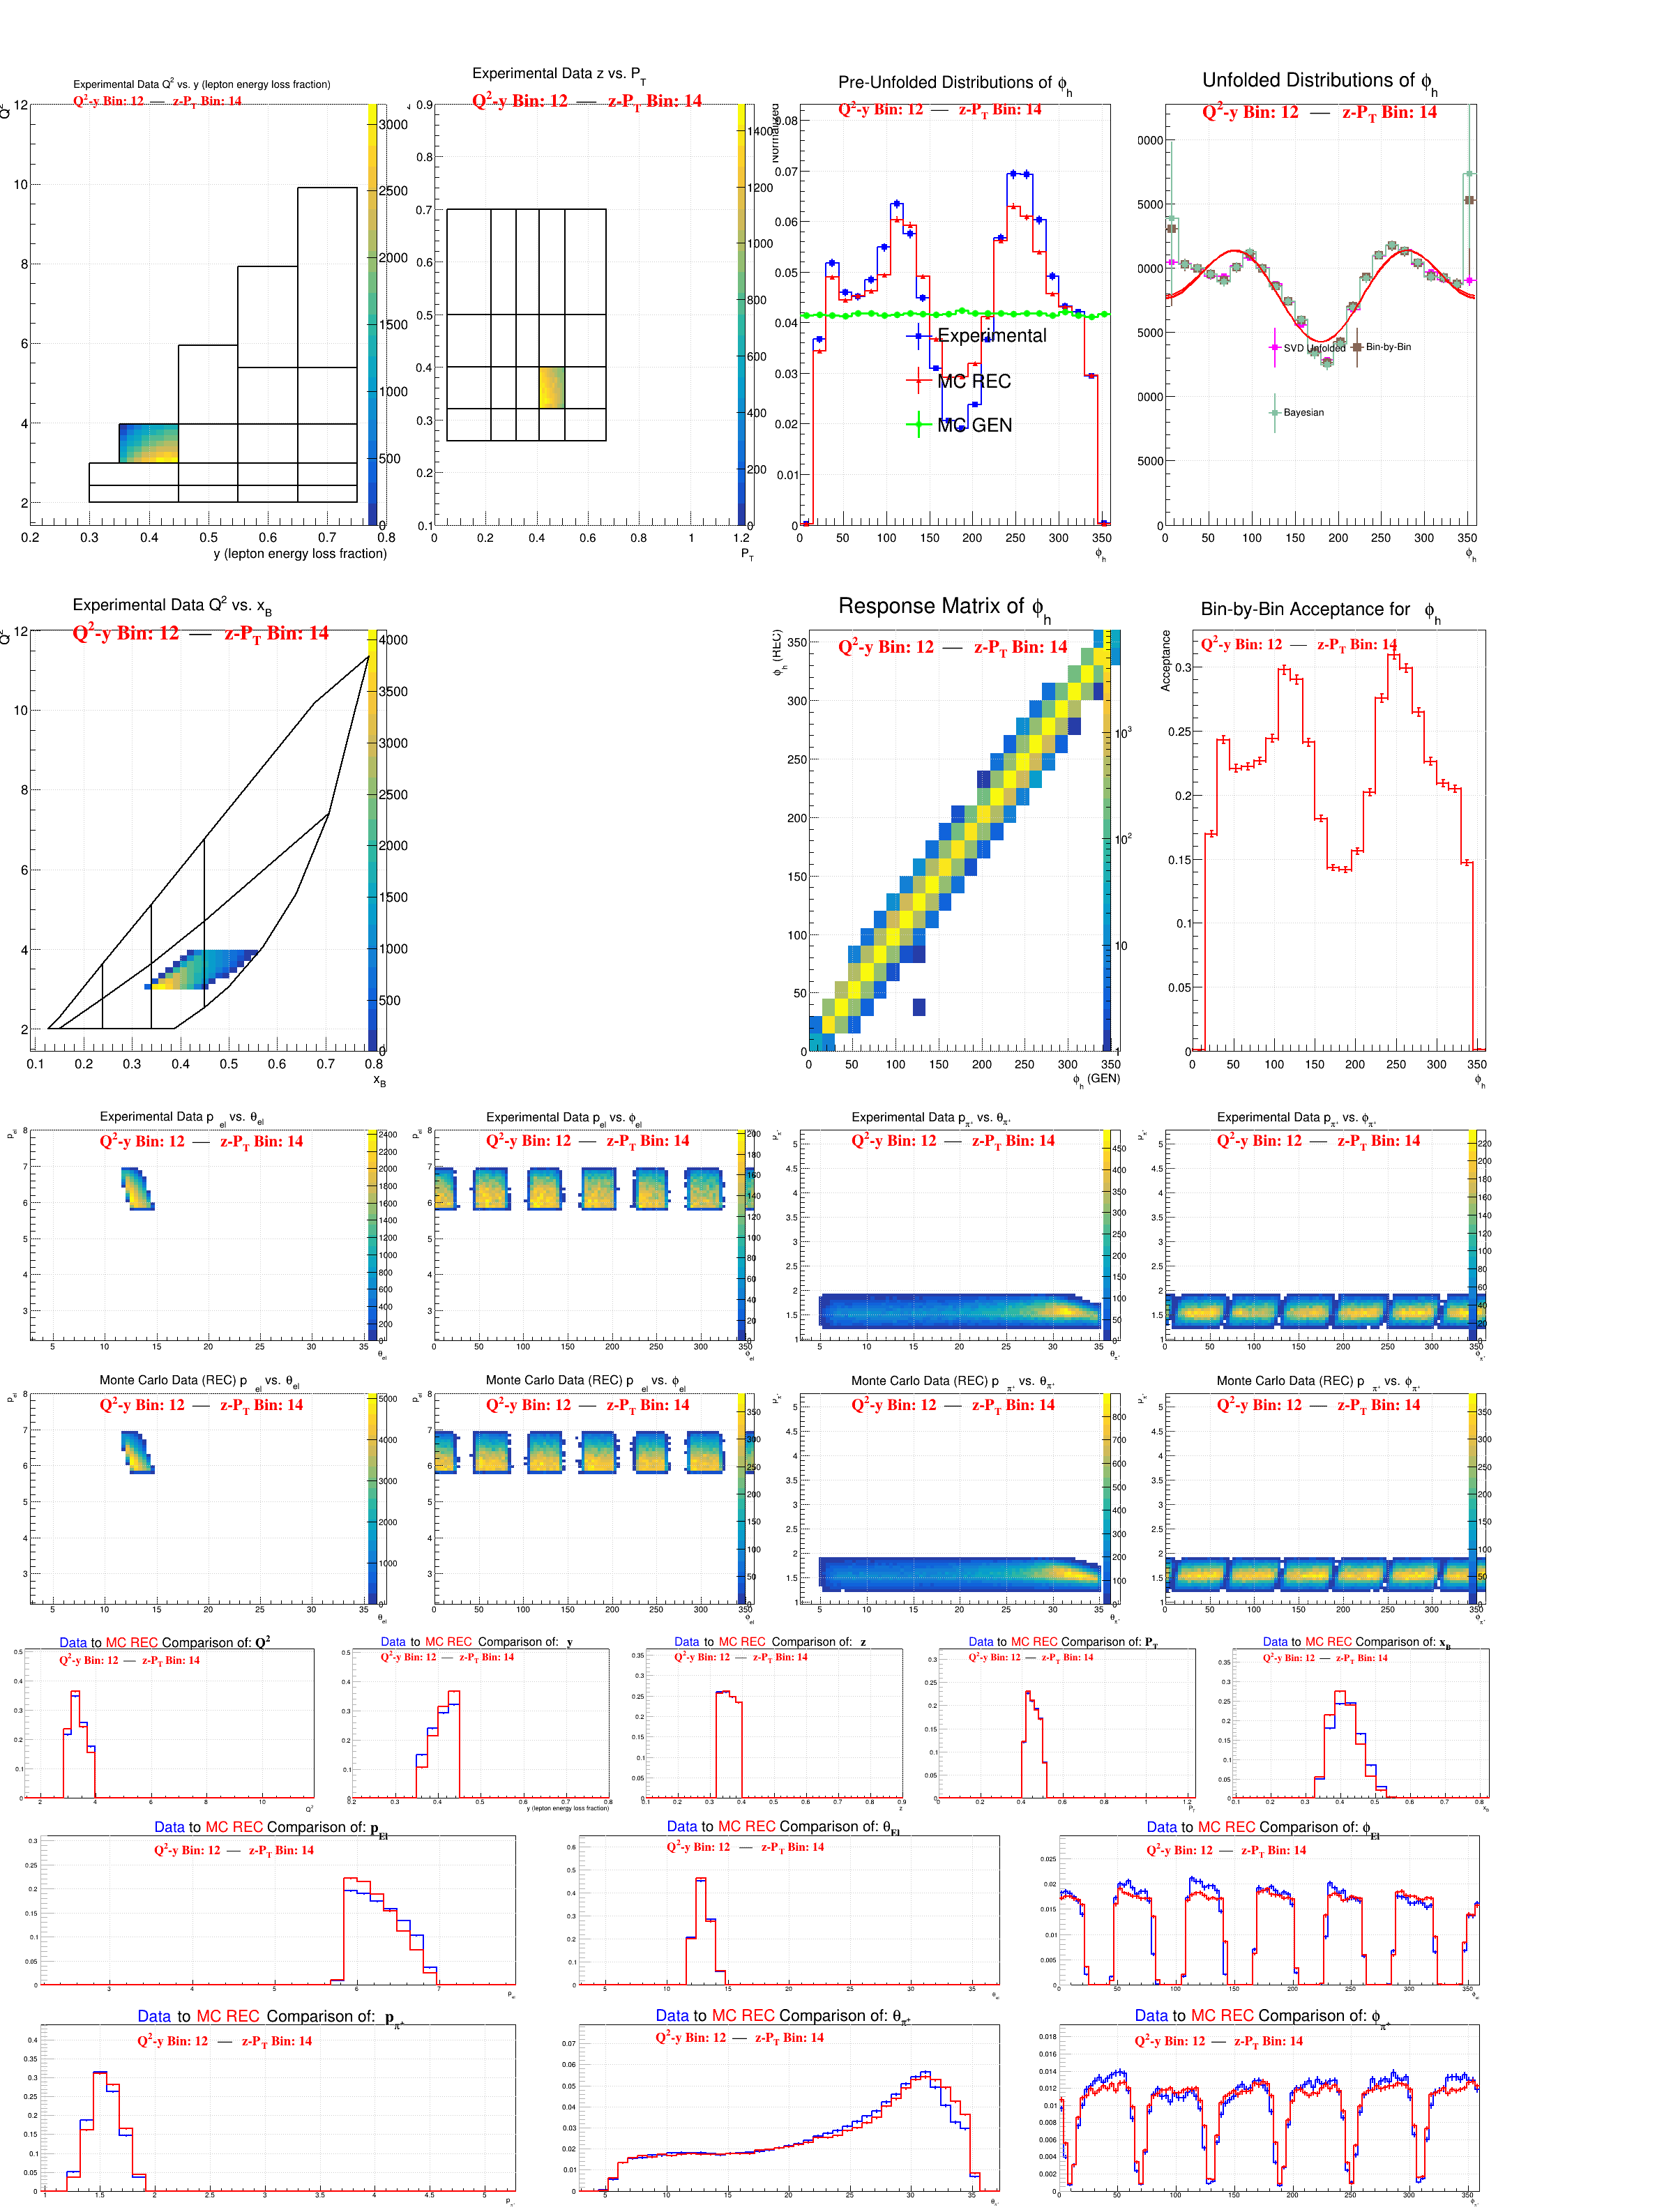 Experimental Data Q² vs. y (lepton energy loss fraction)
Q²-y Bin: 12 — z-P_T Bin: 14
y (lepton energy loss fraction)
Experimental Data z vs. P_T
Q²-y Bin: 12 — z-P_T Bin: 14
P_T
Pre-Unfolded Distributions of ϕ_h
Q²-y Bin: 12 — z-P_T Bin: 14
Experimental
MC REC
MC GEN
ϕ_h
Unfolded Distributions of ϕ_h
Q²-y Bin: 12 — z-P_T Bin: 14
SVD Unfolded
Bin-by-Bin
Bayesian
ϕ_h
Experimental Data Q² vs. x_B
Q²-y Bin: 12 — z-P_T Bin: 14
x_B
Response Matrix of ϕ_h
Q²-y Bin: 12 — z-P_T Bin: 14
ϕ_h (REC)
ϕ_h (GEN)
Bin-by-Bin Acceptance for ϕ_h
Q²-y Bin: 12 — z-P_T Bin: 14
Acceptance
ϕ_h
Experimental Data p_el vs. θ_el
Q²-y Bin: 12 — z-P_T Bin: 14
Experimental Data p_el vs. ϕ_el
Q²-y Bin: 12 — z-P_T Bin: 14
Experimental Data p_π⁺ vs. θ_π⁺
Q²-y Bin: 12 — z-P_T Bin: 14
Experimental Data p_π⁺ vs. ϕ_π⁺
Q²-y Bin: 12 — z-P_T Bin: 14
Monte Carlo Data (REC) p_el vs. θ_el
Q²-y Bin: 12 — z-P_T Bin: 14
Monte Carlo Data (REC) p_el vs. ϕ_el
Q²-y Bin: 12 — z-P_T Bin: 14
Monte Carlo Data (REC) p_π⁺ vs. θ_π⁺
Q²-y Bin: 12 — z-P_T Bin: 14
Monte Carlo Data (REC) p_π⁺ vs. ϕ_π⁺
Q²-y Bin: 12 — z-P_T Bin: 14
Data to MC REC Comparison of: Q²
Q²-y Bin: 12 — z-P_T Bin: 14
Data to MC REC Comparison of: y
Q²-y Bin: 12 — z-P_T Bin: 14
y (lepton energy loss fraction)
Data to MC REC Comparison of: z
Q²-y Bin: 12 — z-P_T Bin: 14
Data to MC REC Comparison of: P_T
Q²-y Bin: 12 — z-P_T Bin: 14
Data to MC REC Comparison of: x_B
Q²-y Bin: 12 — z-P_T Bin: 14
Data to MC REC Comparison of: p_El
Q²-y Bin: 12 — z-P_T Bin: 14
Data to MC REC Comparison of: θ_El
Q²-y Bin: 12 — z-P_T Bin: 14
Data to MC REC Comparison of: ϕ_El
Q²-y Bin: 12 — z-P_T Bin: 14
Data to MC REC Comparison of: p_π⁺
Q²-y Bin: 12 — z-P_T Bin: 14
Data to MC REC Comparison of: θ_π⁺
Q²-y Bin: 12 — z-P_T Bin: 14
Data to MC REC Comparison of: ϕ_π⁺
Q²-y Bin: 12 — z-P_T Bin: 14